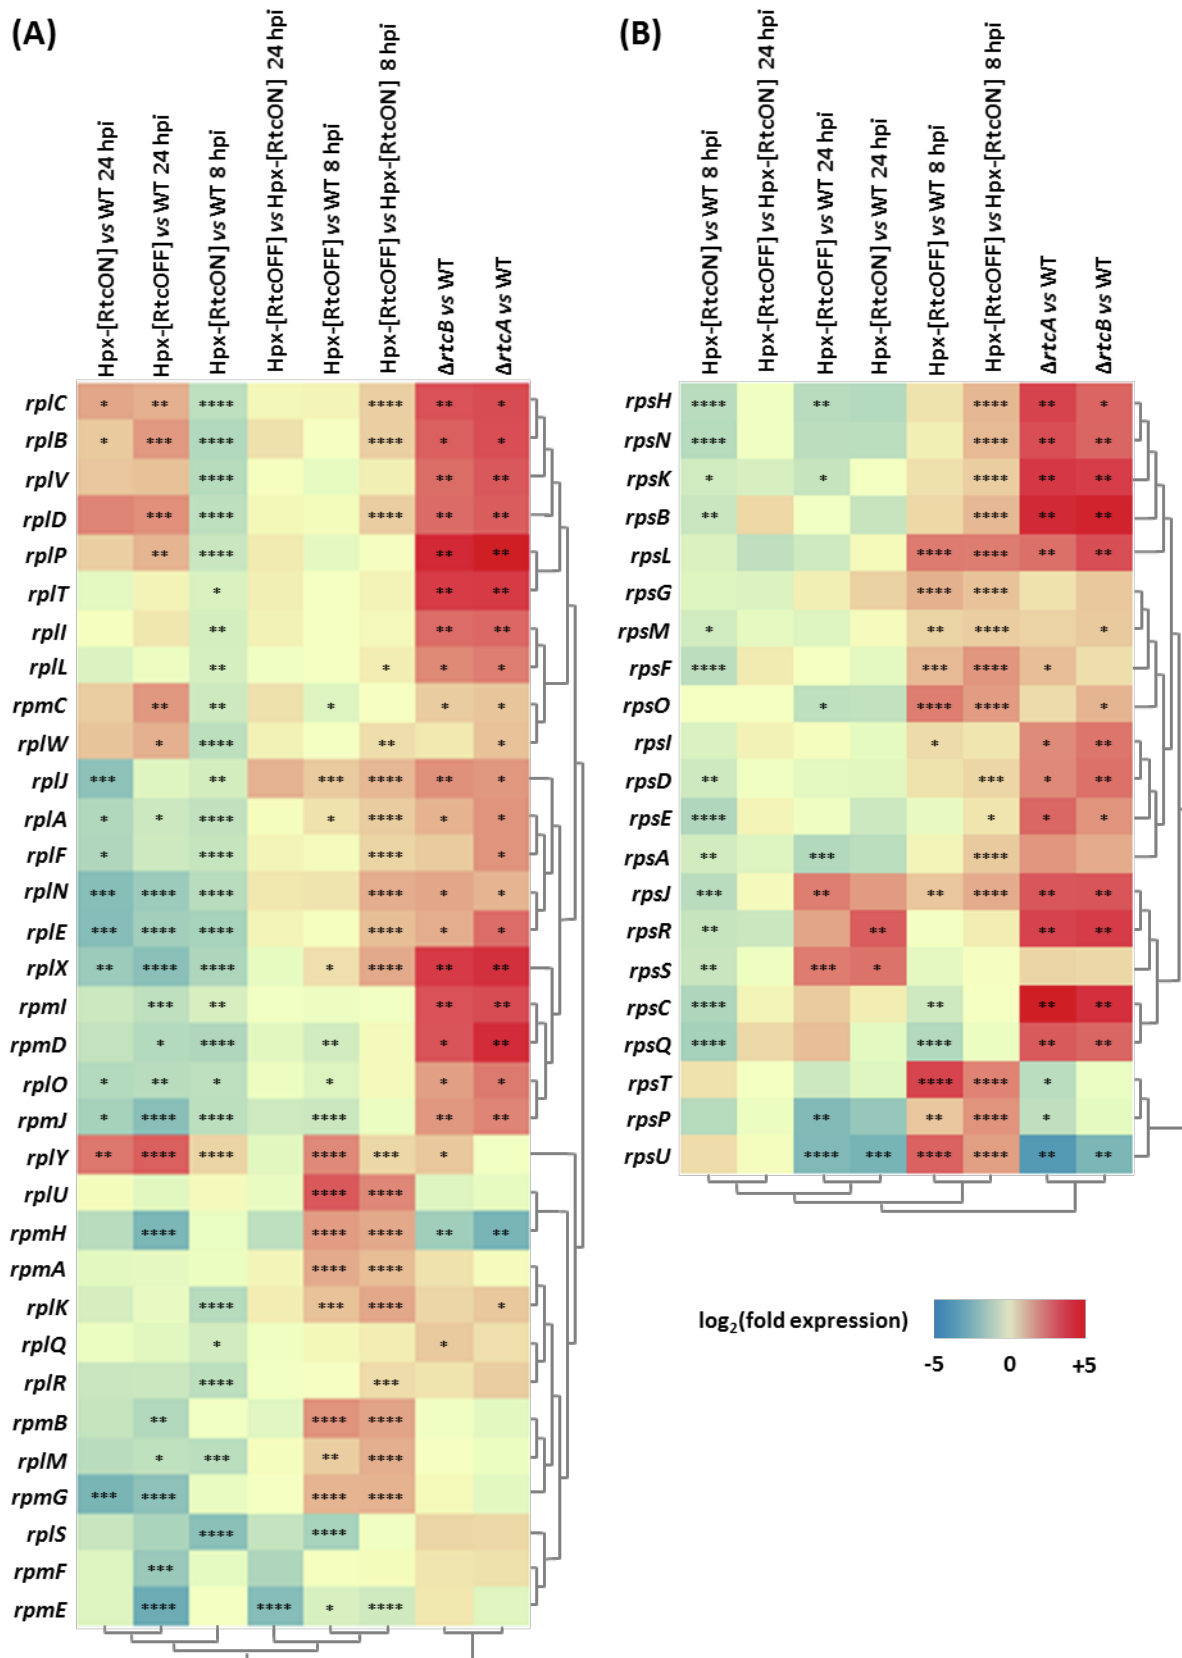 (A)
Hpx-[RtcON] vs WT 24 hpi
Hpx-[RtcOFF] vs WT 24 hpi
Hpx-[RtcON] vs WT 8 hpi
Hpx-[RtcOFF] vs Hpx-[RtcON] 24 hpi
Hpx-[RtcOFF] vs WT 8 hpi
Hpx-[RtcOFF] vs Hpx-[RtcON] 8 hpi
ΔrtcB vs WT
ΔrtcA vs WT
rplC * ** **** **** ** *
rplB * *** **** **** * *
rplV **** ** **
rplD *** **** **** ** **
rplP ** **** ** **
rplT * ** **
rplI ** ** **
rplL ** * * *
rpmC ** ** * * *
rplW * **** ** *
rplJ *** ** *** **** ** *
rplA * * **** * **** * *
rplF * **** **** *
rplN *** **** **** **** * *
rplE *** **** **** **** * *
rplX ** **** **** * **** ** **
rpmI *** ** ** **
rpmD * **** ** * **
rplO * ** * * * *
rpmJ * **** **** **** ** **
rplY ** **** **** **** *** *
rplU **** ****
rpmH **** **** **** ** **
rpmA **** ****
rplK **** *** **** *
rplQ * *
rplR **** ***
rpmB ** **** ****
rplM * *** ** ****
rpmG *** **** **** ****
rplS **** ****
rpmF ***
rpmE **** **** * ****
(B)
Hpx-[RtcON] vs WT 8 hpi
Hpx-[RtcOFF] vs Hpx-[RtcON] 24 hpi
Hpx-[RtcOFF] vs WT 24 hpi
Hpx-[RtcON] vs WT 24 hpi
Hpx-[RtcOFF] vs WT 8 hpi
Hpx-[RtcOFF] vs Hpx-[RtcON] 8 hpi
ΔrtcA vs WT
ΔrtcB vs WT
rpsH **** ** **** ** *
rpsN **** **** ** **
rpsK * * **** ** **
rpsB ** **** ** **
rpsL **** **** ** **
rpsG **** ****
rpsM * ** **** *
rpsF **** *** **** *
rpsO * **** **** *
rpsI * * **
rpsD ** *** * **
rpsE **** * * *
rpsA ** *** ****
rpsJ *** ** ** **** ** **
rpsR ** ** ** **
rpsS ** *** *
rpsC **** ** ** **
rpsQ **** **** ** **
rpsT **** **** *
rpsP ** ** **** *
rpsU **** *** **** **** ** **
log2(fold expression)
-5 0 +5